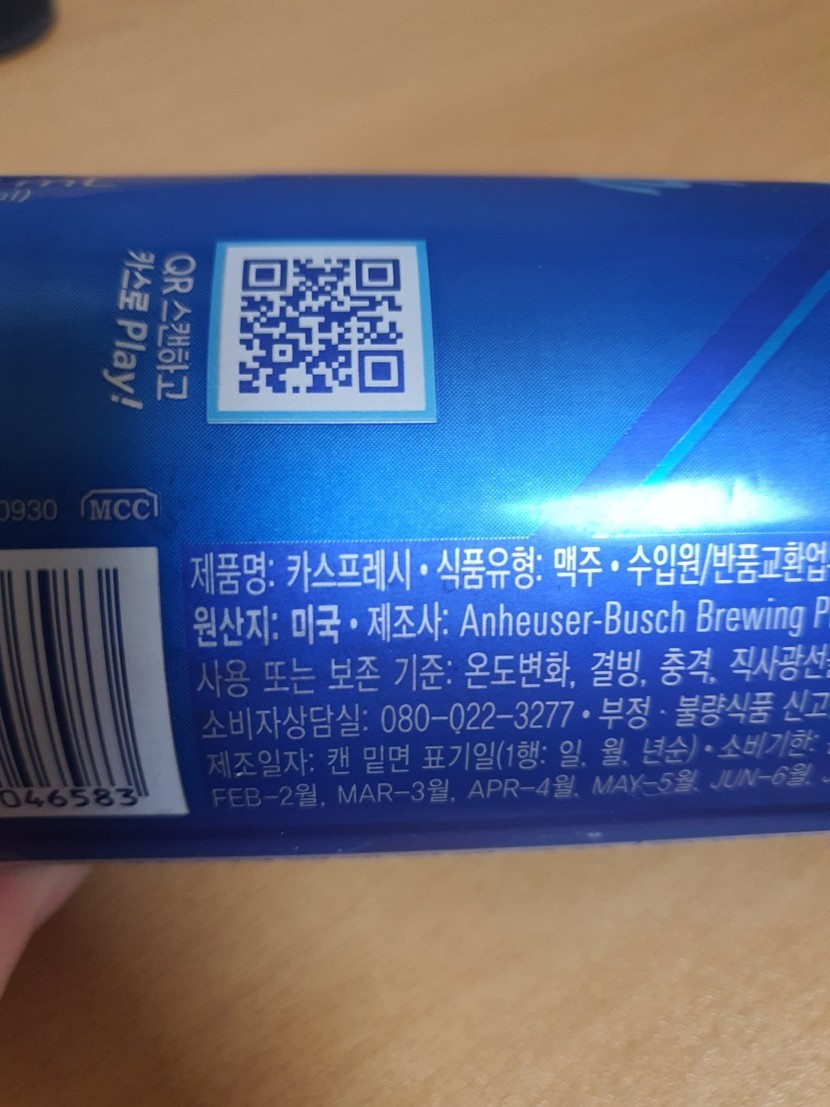 QR 스캔하고
카스로 Play!
0930 MCC
제품명: 카스프레시 • 식품유형: 맥주 • 수입원/반품교환업
원산지: 미국 • 제조사: Anheuser-Busch Brewing
사용 또는 보존 기준: 온도변화, 결빙, 충격, 직사광선
소비자상담실: 080-022-3277 • 부정 · 불량식품 신고
제조일자: 캔 밑면 표기일(1행: 일, 월, 년순) • 소비기한:
FEB-2월, MAR-3월, APR-4월, MAY-5월, JUN-6월,
046583